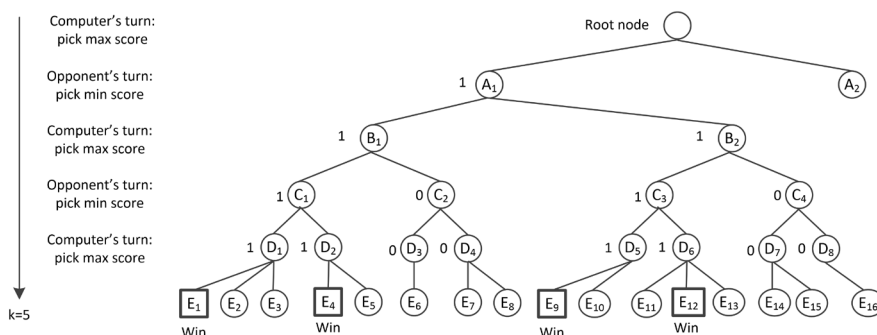 Computer's turn:
pick max score
Root node
Opponent's turn:
pick min score
1 A1 A2
Computer's turn:
pick max score
1 B1 1 B2
Opponent's turn:
pick min score
1 C1 0 C2 1 C3 0 C4
Computer's turn:
pick max score
1 D1 1 D2 0 D3 0 D4 1 D5 1 D6 0 D7 0 D8
k=5
E1 E2 E3 E4 E5 E6 E7 E8 E9 E10 E11 E12 E13 E14 E15 E16
Win Win Win Win